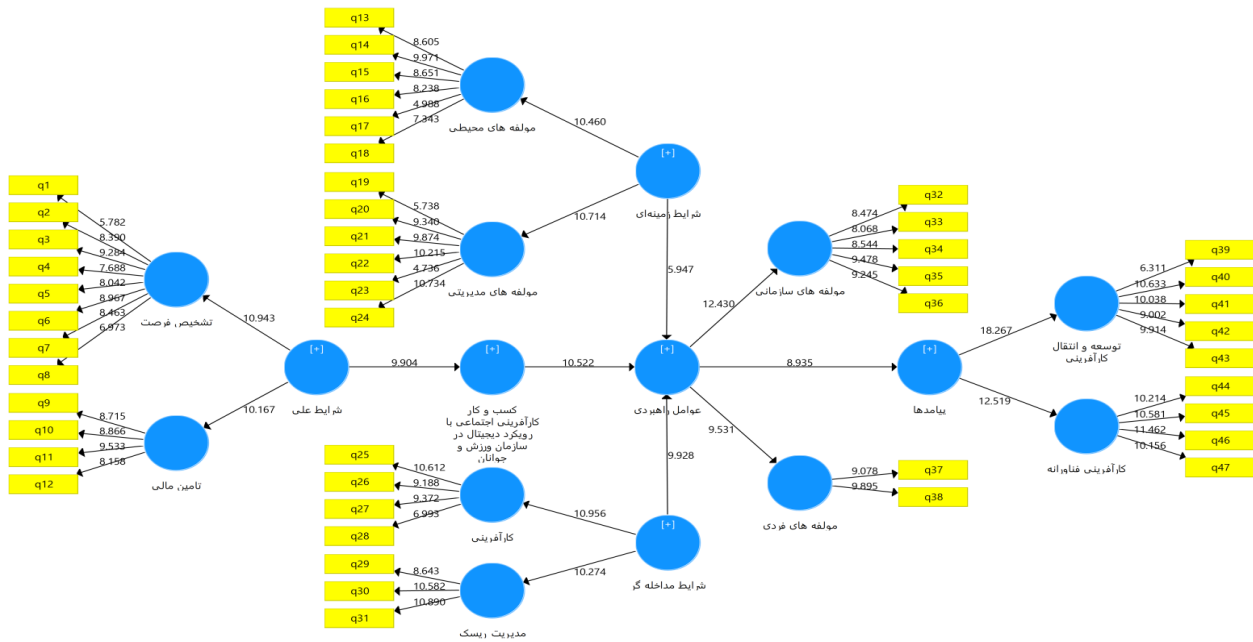 q13
q14
q15
q16
q17
q18
8.605
9.971
8.651
8.238
4.988
7.343
مولفه های محیطی
10.460
[+]
شرایط زمینه‌ای
10.714
5.947
q19
q20
q21
q22
q23
q24
5.738
9.340
9.874
10.215
4.736
10.734
مولفه های مدیریتی
q1
q2
q3
q4
q5
q6
q7
q8
5.782
8.390
9.284
7.688
8.042
8.967
8.463
6.973
تشخیص فرصت
10.943
q9
q10
q11
q12
8.715
8.866
9.533
8.158
تامین مالی
10.167
[+]
شرایط علی
9.904
[+]
کسب و کار
کارآفرینی اجتماعی با
رویکرد دیجیتال در
سازمان ورزش و
جوانان
10.522
[+]
عوامل راهبردی
q25
q26
q27
q28
10.612
9.188
9.372
6.993
کارآفرینی
10.956
q29
q30
q31
8.643
10.582
10.890
مدیریت ریسک
10.274
[+]
شرایط مداخله گر
9.928
12.430
مولفه های سازمانی
8.474
8.068
8.544
9.478
9.245
q32
q33
q34
q35
q36
8.935
9.531
مولفه های فردی
9.078
9.895
q37
q38
[+]
پیامدها
18.267
12.519
توسعه و انتقال
کارآفرینی
6.311
10.633
10.038
9.002
9.914
q39
q40
q41
q42
q43
کارآفرینی فناورانه
10.214
10.581
11.462
10.156
q44
q45
q46
q47